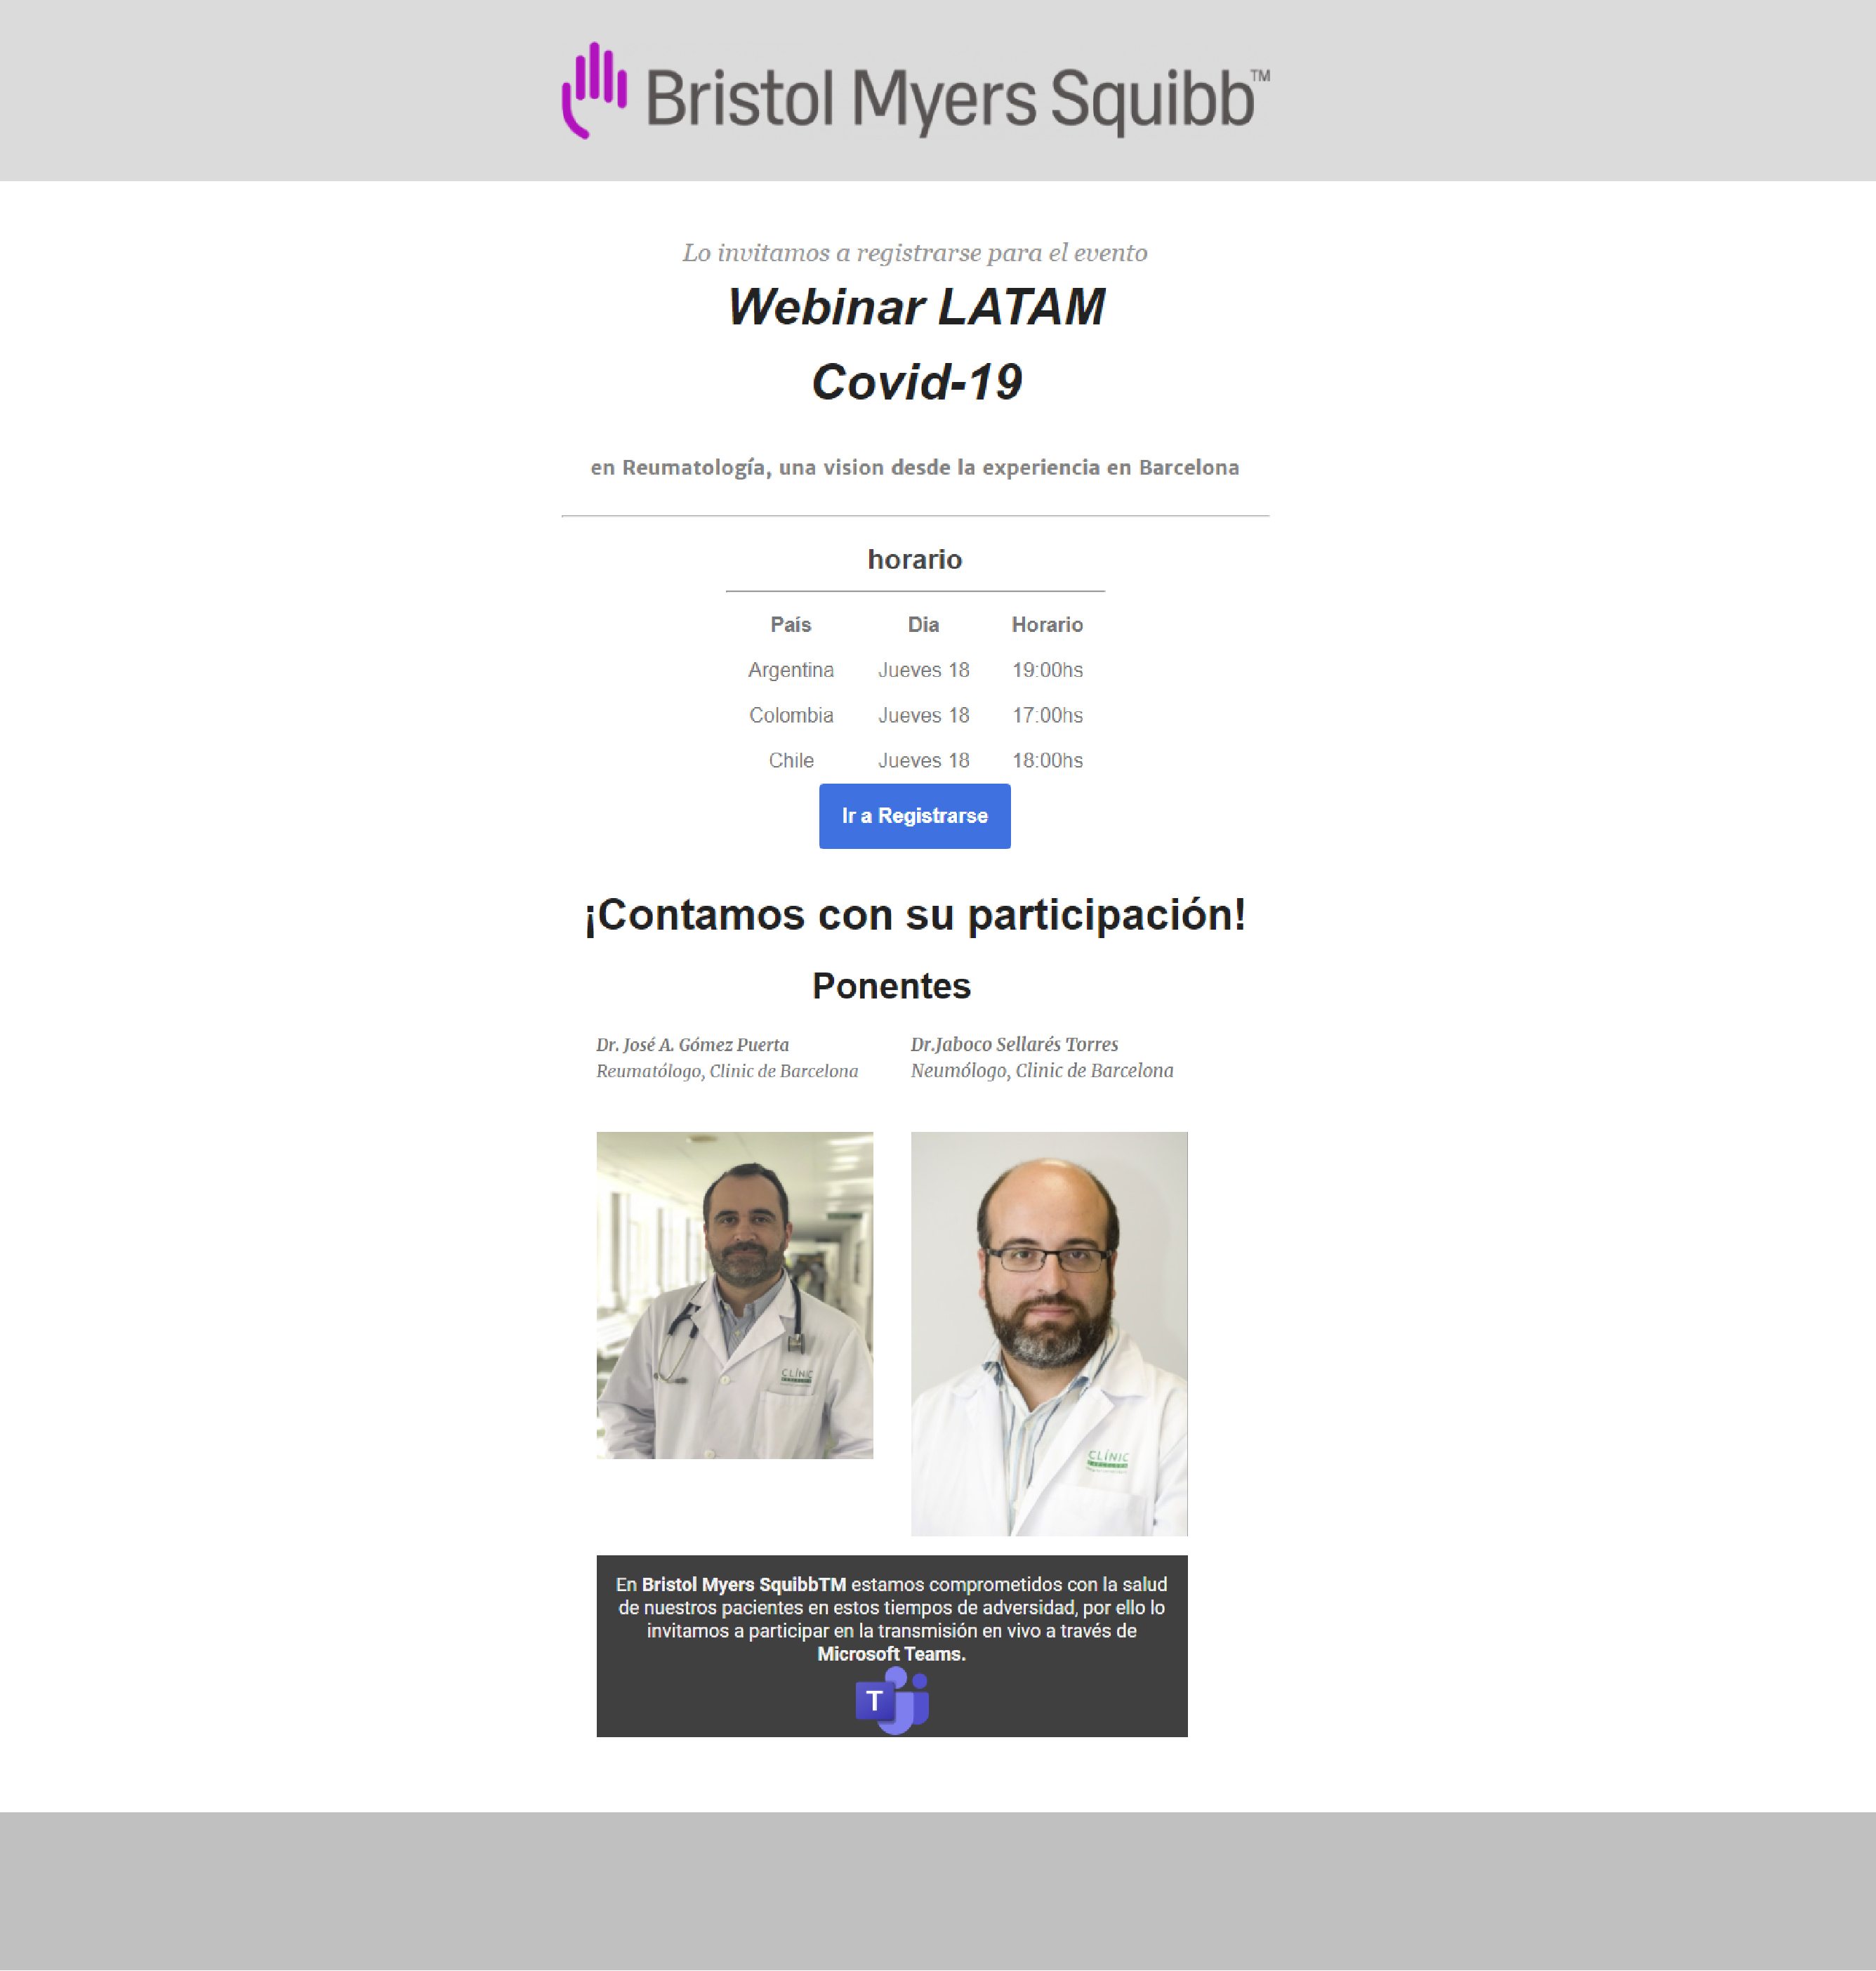 Bristol Myers Squibb™
Lo invitamos a registrarse para el evento
Webinar LATAM
Covid-19
en Reumatología, una vision desde la experiencia en Barcelona
horario
País Dia Horario
Argentina Jueves 18 19:00hs
Colombia Jueves 18 17:00hs
Chile Jueves 18 18:00hs
Ir a Registrarse
¡Contamos con su participación!
Ponentes
Dr. José A. Gómez Puerta
Reumatólogo, Clinic de Barcelona
Dr.Jaboco Sellarés Torres
Neumólogo, Clinic de Barcelona
CLÍNIC
CLÍNIC
En Bristol Myers SquibbTM estamos comprometidos con la salud
de nuestros pacientes en estos tiempos de adversidad, por ello lo
invitamos a participar en la transmisión en vivo a través de
Microsoft Teams.
T